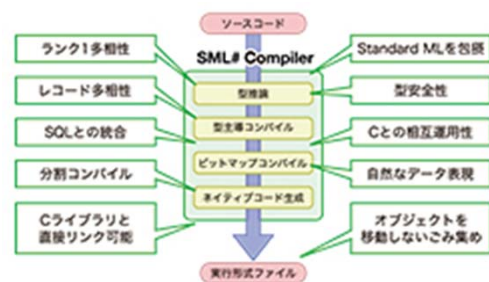 ソースコード
ランク1多相性
SML# Compiler
Standard MLを包摂
レコード多相性
型推論
型安全性
SQLとの統合
型主導コンパイル
Cとの相互運用性
分割コンパイル
ビットマップコンパイル
自然なデータ表現
Cライブラリと
直接リンク可能
ネイティブコード生成
オブジェクトを
移動しないごみ集め
実行形式ファイル